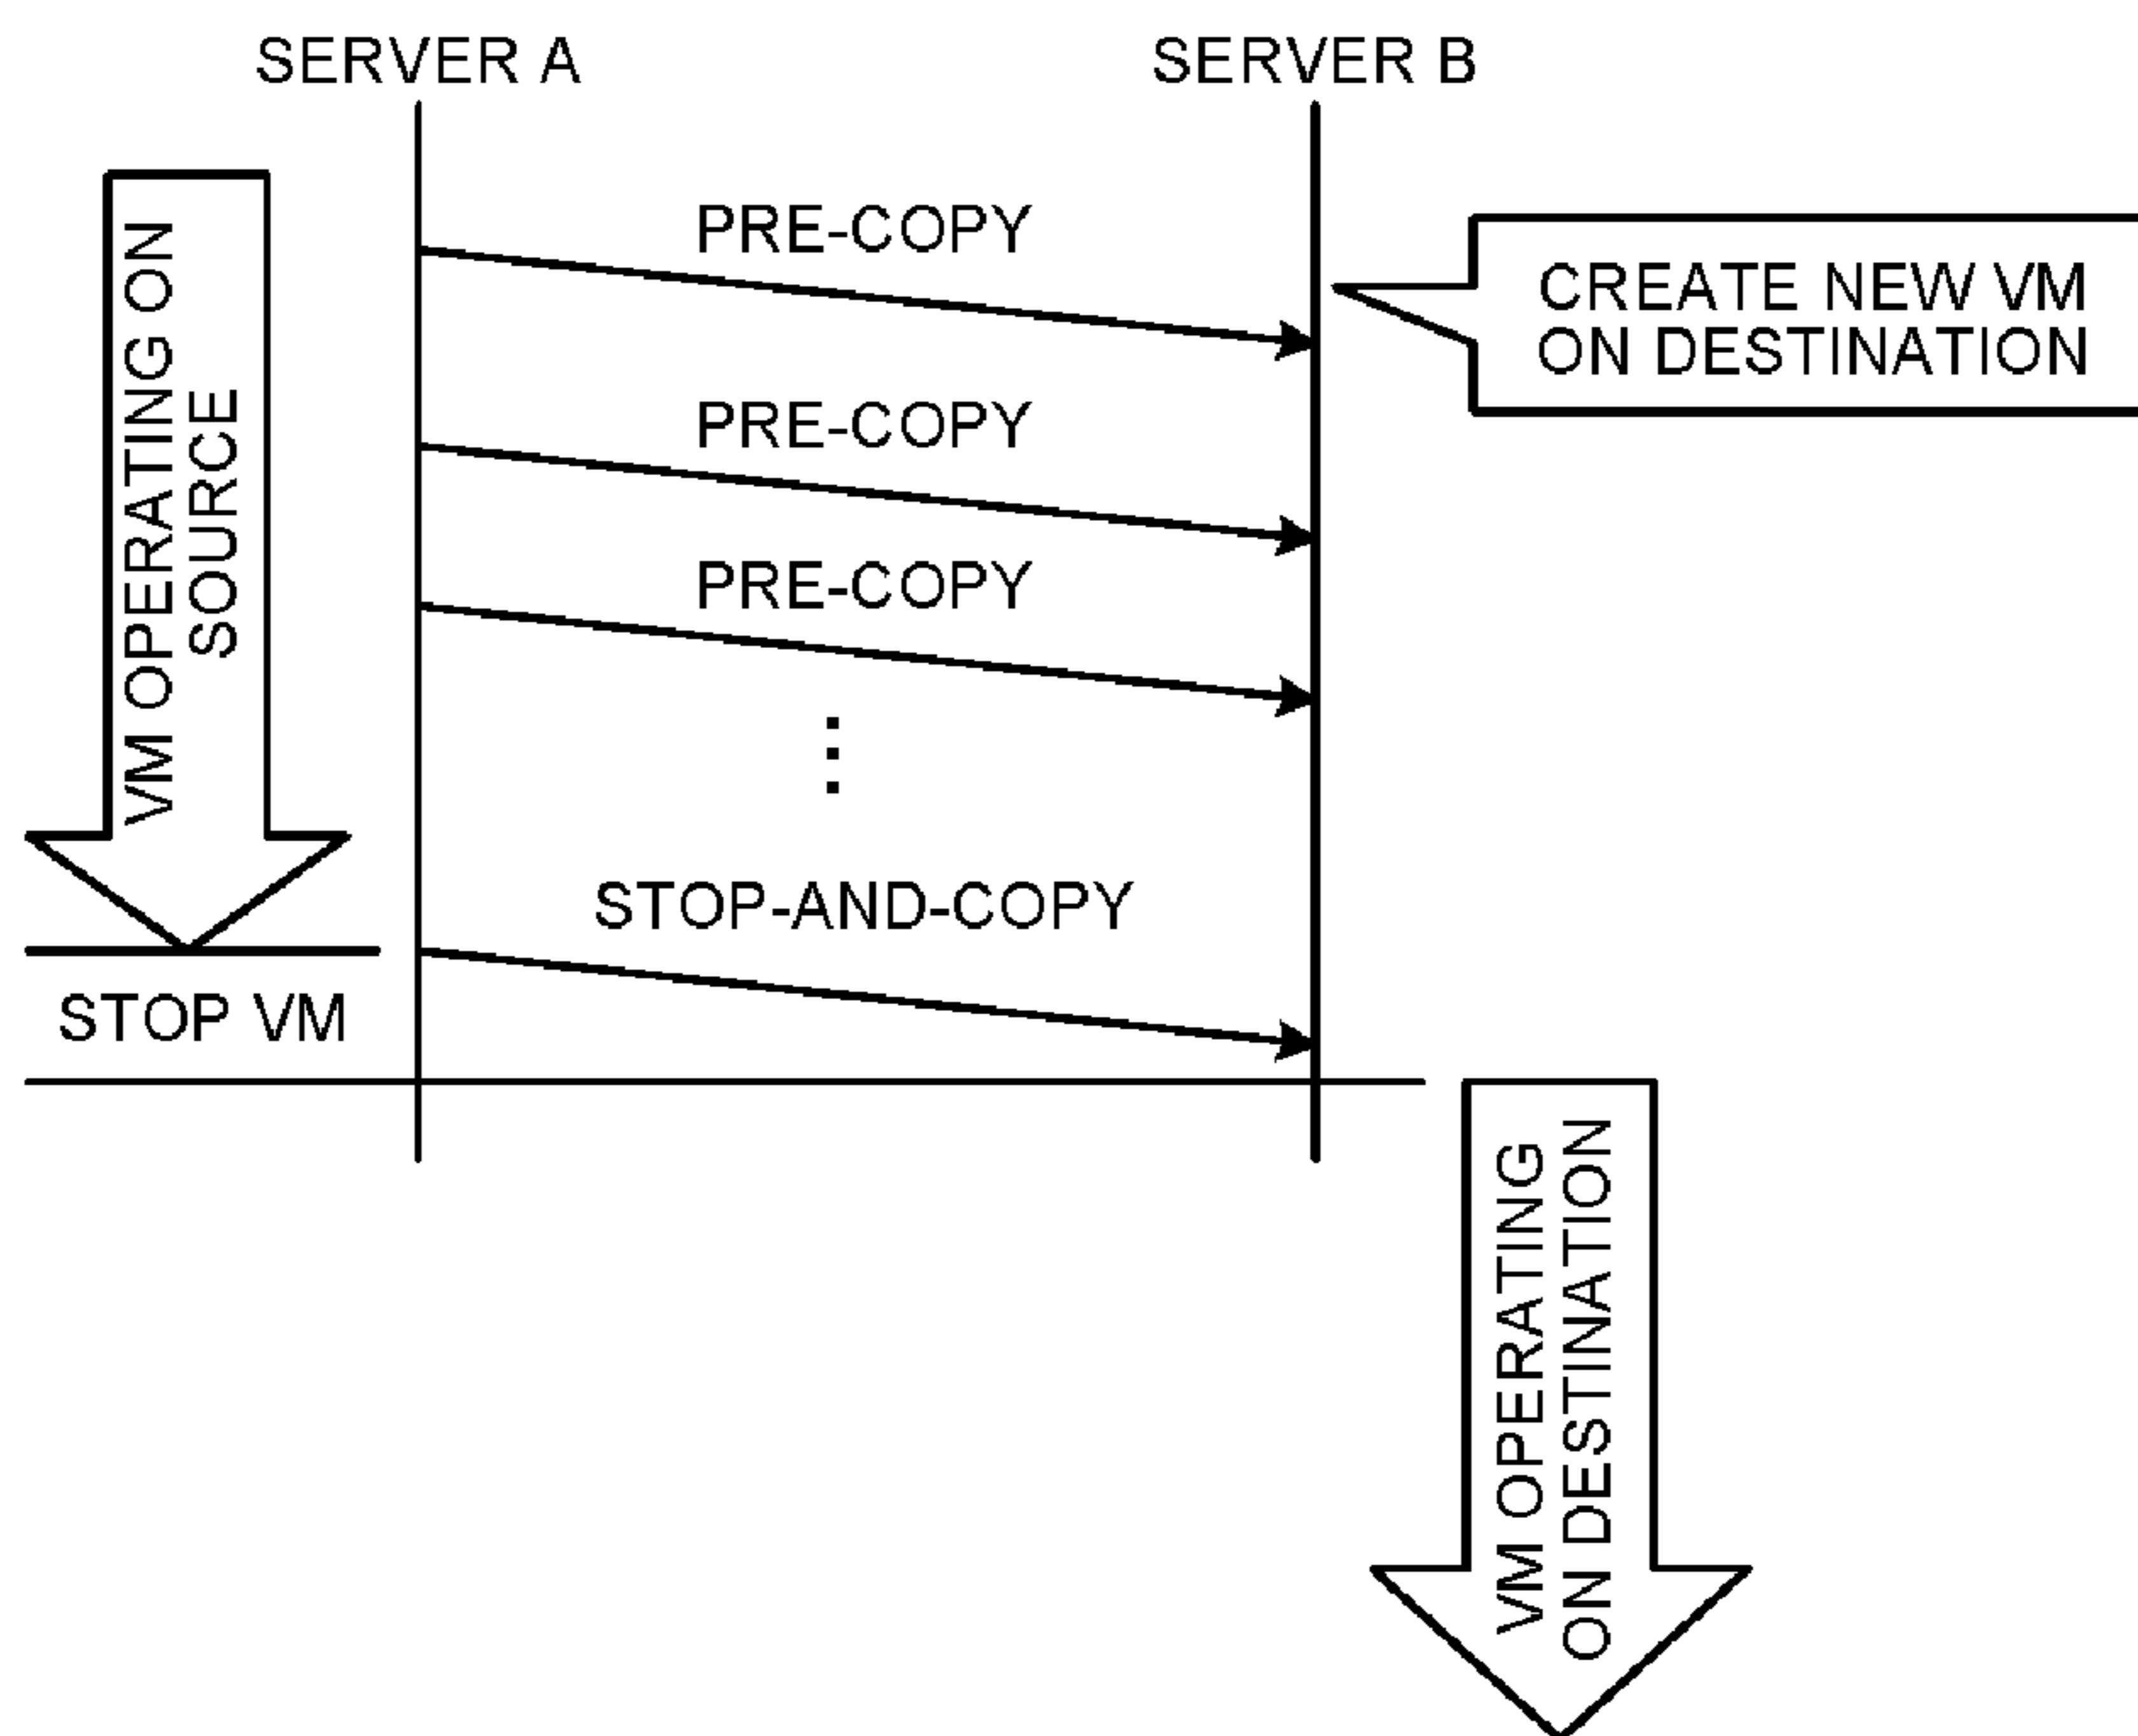 SERVER A
SERVER B
VM OPERATING ON
SOURCE
PRE-COPY
CREATE NEW VM
ON DESTINATION
PRE-COPY
PRE-COPY
STOP-AND-COPY
STOP VM
VM OPERATING
ON DESTINATION